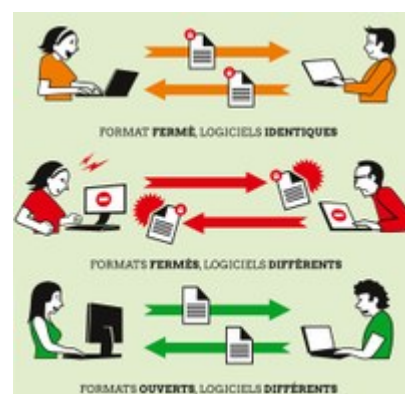 FORMAT FERMÉ, LOGICIELS IDENTIQUES
FORMATS FERMÉS, LOGICIELS DIFFÉRENTS
FORMATS OUVERTS, LOGICIELS DIFFÉRENTS